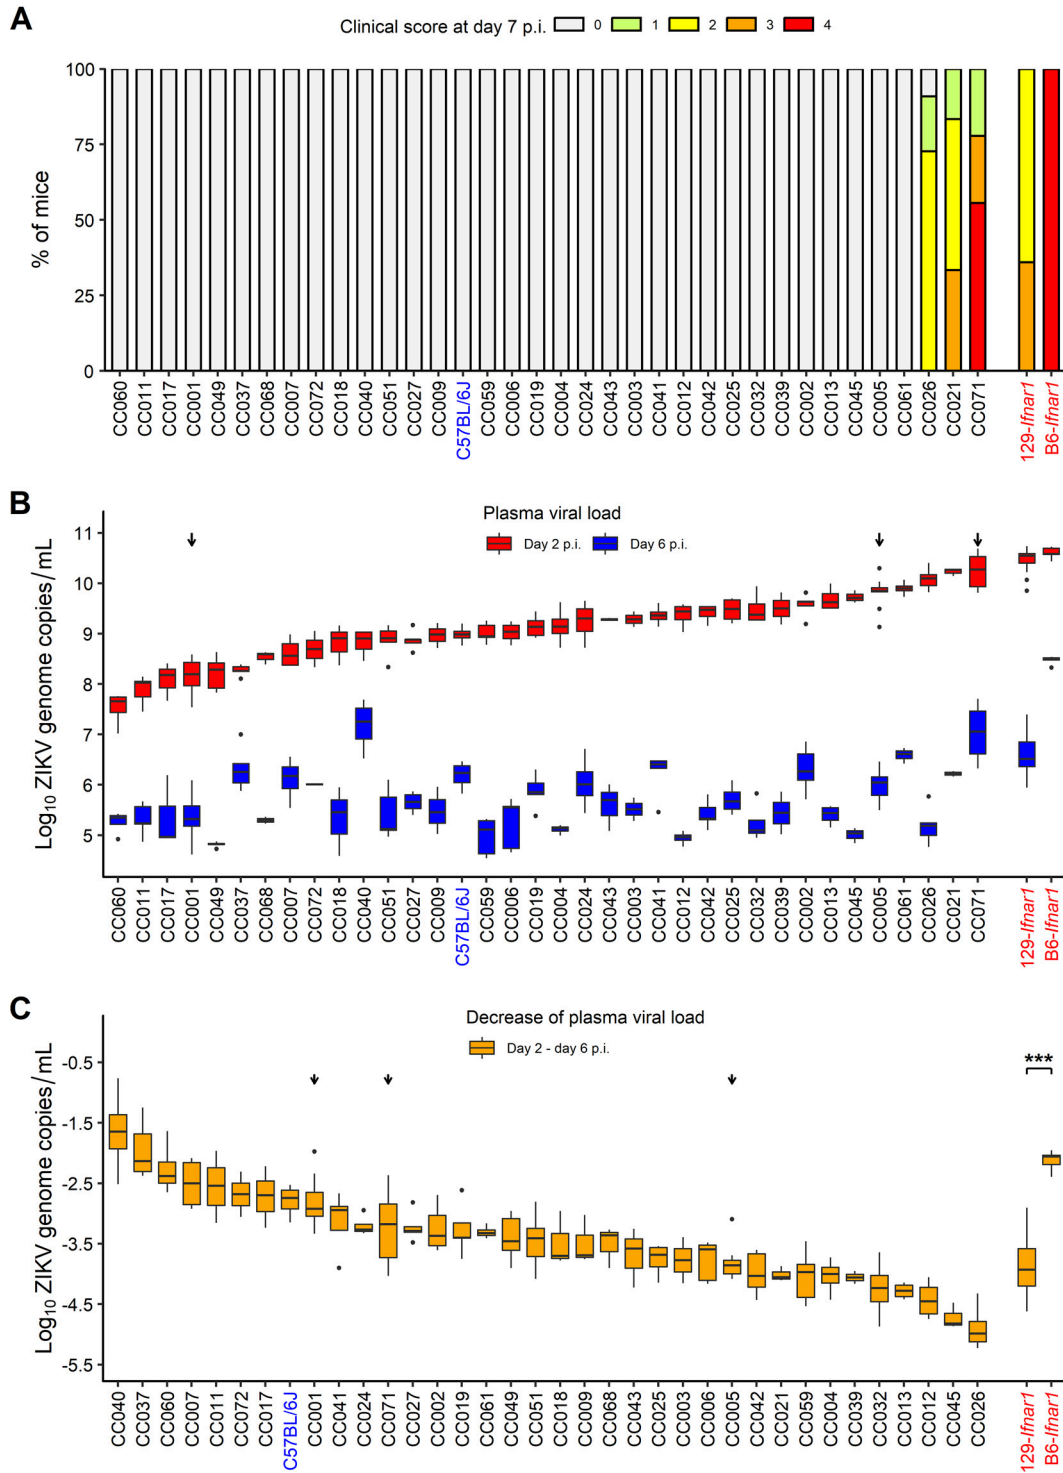 A
Clinical score at day 7 p.i. 0 1 2 3 4
100
75
50
25
0
% of mice
CC060 CC011 CC017 CC001 CC049 CC037 CC068 CC007 CC072 CC018 CC040 CC051 CC027 CC009 C57BL/6J CC059 CC006 CC019 CC004 CC024 CC043 CC003 CC041 CC012 CC042 CC025 CC032 CC039 CC002 CC013 CC045 CC005 CC061 CC026 CC021 CC071 129-Ifnar1 B6-Ifnar1
B
Plasma viral load
Day 2 p.i. Day 6 p.i.
11
10
9
8
7
6
5
Log10 ZIKV genome copies/mL
CC060 CC011 CC017 CC001 CC049 CC037 CC068 CC007 CC072 CC018 CC040 CC051 CC027 CC009 C57BL/6J CC059 CC006 CC019 CC004 CC024 CC043 CC003 CC041 CC012 CC042 CC025 CC032 CC039 CC002 CC013 CC045 CC005 CC061 CC026 CC021 CC071 129-Ifnar1 B6-Ifnar1
C
Decrease of plasma viral load
Day 2 - day 6 p.i.
***
-0.5
-1.5
-2.5
-3.5
-4.5
-5.5
Log10 ZIKV genome copies/mL
CC040 CC037 CC060 CC007 CC011 CC072 CC017 C57BL/6J CC001 CC041 CC024 CC071 CC027 CC002 CC019 CC061 CC049 CC051 CC018 CC009 CC068 CC043 CC025 CC003 CC006 CC005 CC042 CC021 CC059 CC004 CC039 CC032 CC013 CC012 CC045 CC026 129-Ifnar1 B6-Ifnar1